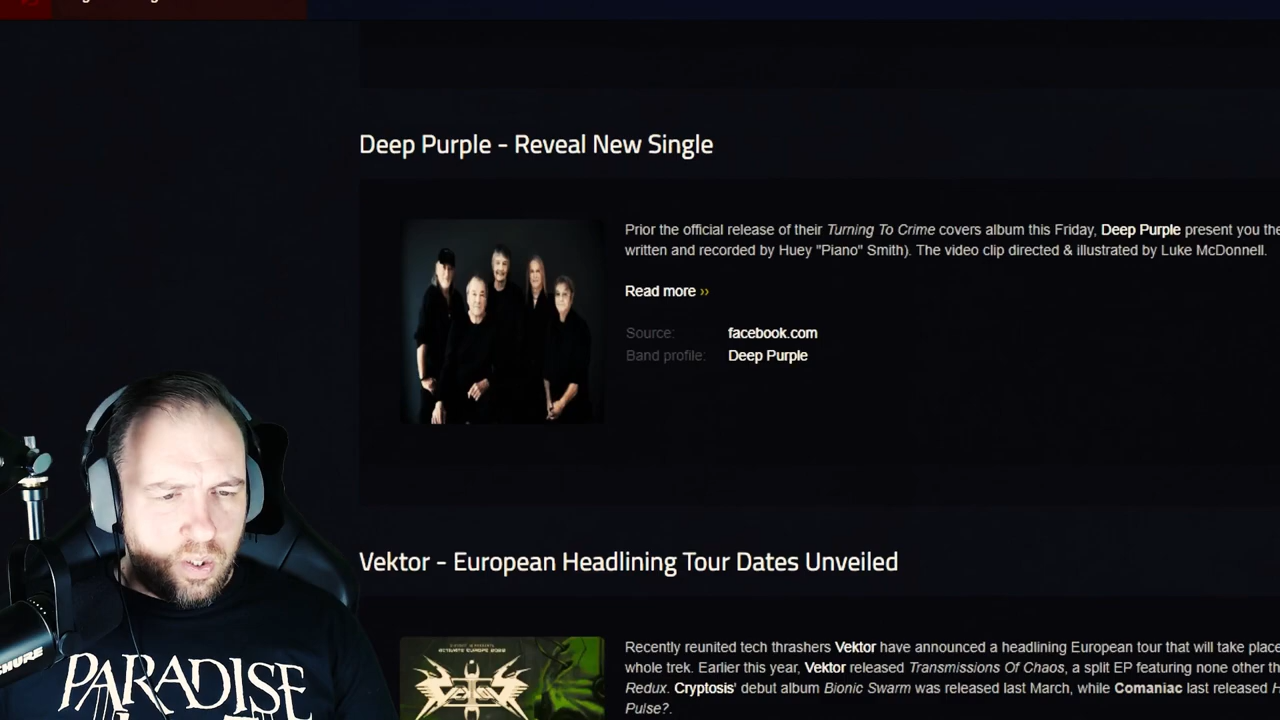 Deep Purple - Reveal New Single
Prior the official release of their Turning To Crime covers album this Friday, Deep Purple present you the
written and recorded by Huey "Piano" Smith). The video clip directed & illustrated by Luke McDonnell.
Read more ››
Source: facebook.com
Band profile: Deep Purple
Vektor - European Headlining Tour Dates Unveiled
Recently reunited tech thrashers Vektor have announced a headlining European tour that will take place
whole trek. Earlier this year, Vektor released Transmissions Of Chaos, a split EP featuring none other th
Redux. Cryptosis' debut album Bionic Swarm was released last March, while Comaniac last released H
Pulse?.
SHURE
PARADISE